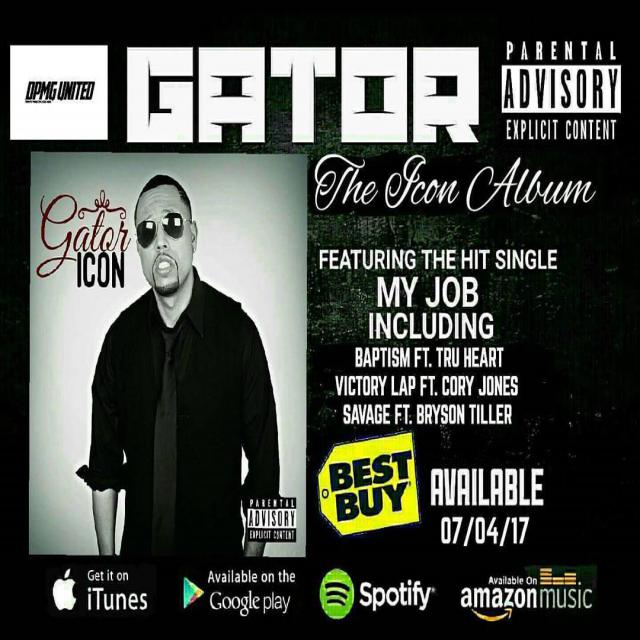 DPMG UNITED
GATOR
PARENTAL
ADVISORY
EXPLICIT CONTENT
The Icon Album
Gator
ICON
FEATURING THE HIT SINGLE
MY JOB
INCLUDING
BAPTISM FT. TRU HEART
VICTORY LAP FT. CORY JONES
SAVAGE FT. BRYSON TILLER
PARENTAL
ADVISORY
EXPLICIT CONTENT
BEST
BUY
AVAILABLE
07/04/17
Get it on
iTunes
Available on the
Google play
Spotify
Available On
amazonmusic